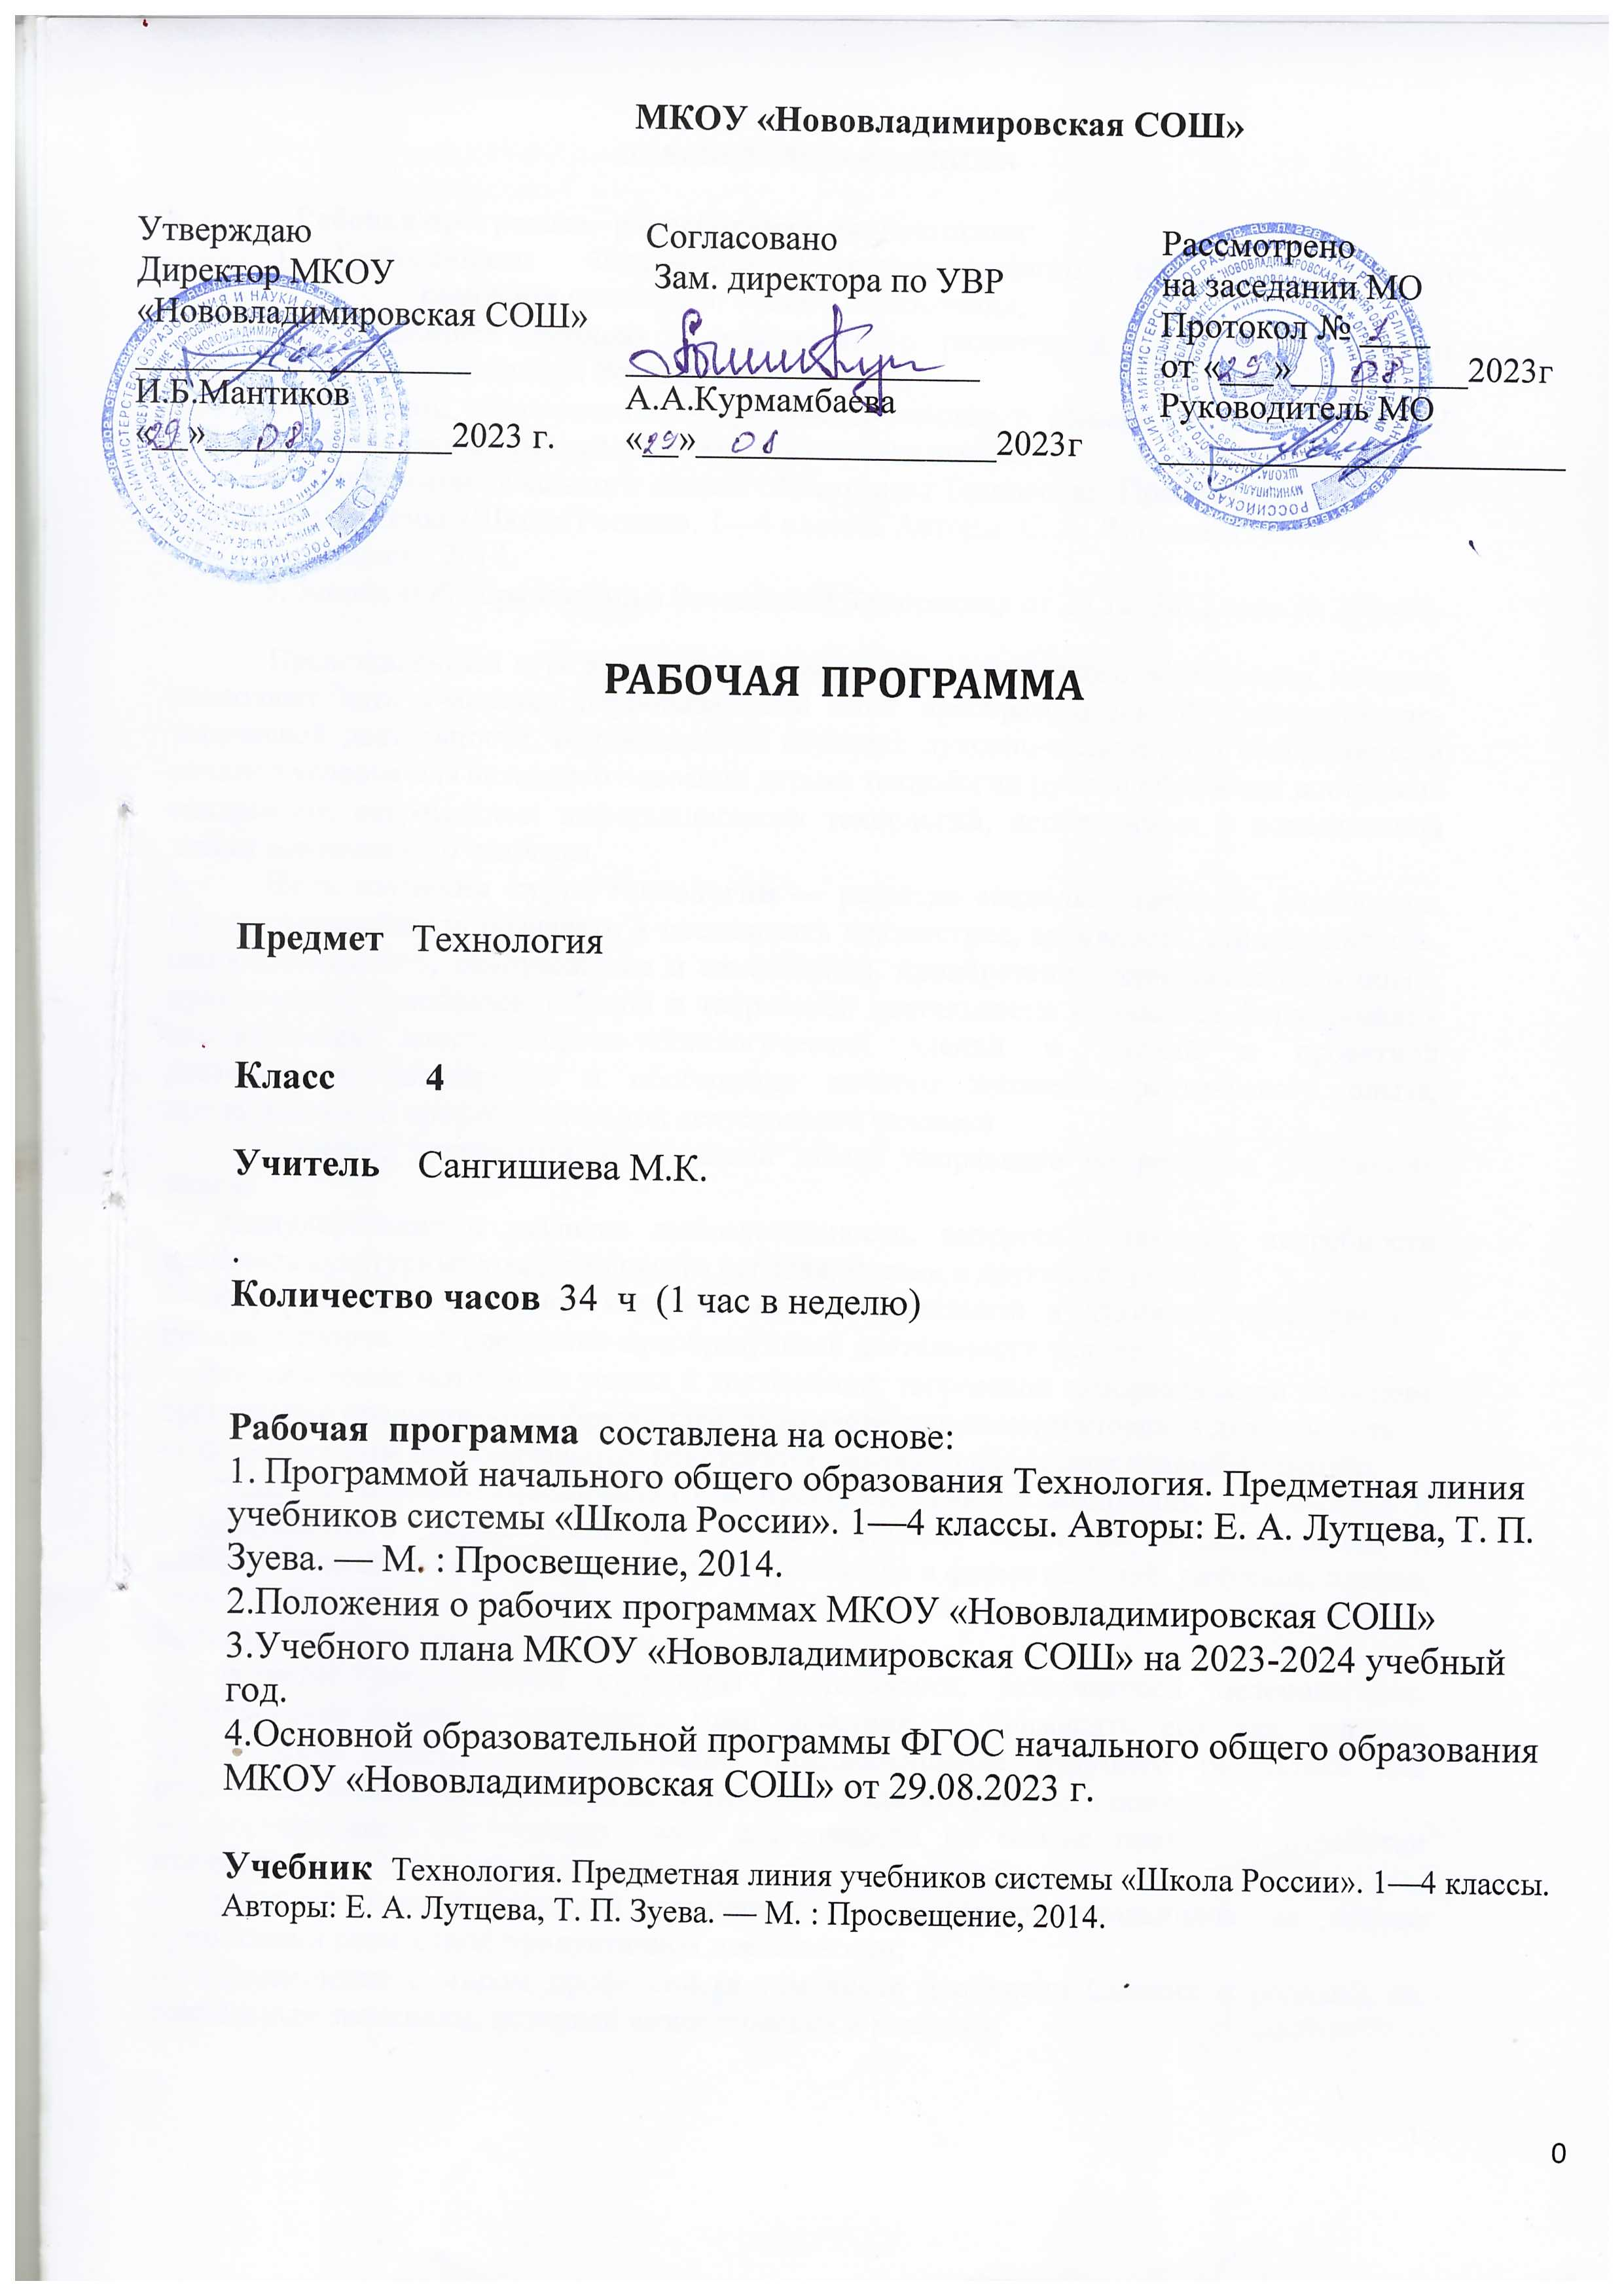 МКОУ «Нововладимировская СОШ»
Утверждаю
Директор МКОУ
«Нововладимировская СОШ»
И.Б.Мантиков
«29» 08 2023 г.
Согласовано
Зам. директора по УВР
А.А.Курмамбаева
«29» 08 2023г
Рассмотрено
на заседании МО
Протокол № 1
от «29» 08 2023г
Руководитель МО
РАБОЧАЯ ПРОГРАММА
Предмет Технология
Класс 4
Учитель Сангишиева М.К.
.
Количество часов 34 ч (1 час в неделю)
Рабочая программа составлена на основе:
1. Программой начального общего образования Технология. Предметная линия
учебников системы «Школа России». 1—4 классы. Авторы: Е. А. Лутцева, Т. П.
Зуева. — М. : Просвещение, 2014.
2.Положения о рабочих программах МКОУ «Нововладимировская СОШ»
3.Учебного плана МКОУ «Нововладимировская СОШ» на 2023-2024 учебный
год.
4.Основной образовательной программы ФГОС начального общего образования
МКОУ «Нововладимировская СОШ» от 29.08.2023 г.
Учебник Технология. Предметная линия учебников системы «Школа России». 1—4 классы.
Авторы: Е. А. Лутцева, Т. П. Зуева. — М. : Просвещение, 2014.
0